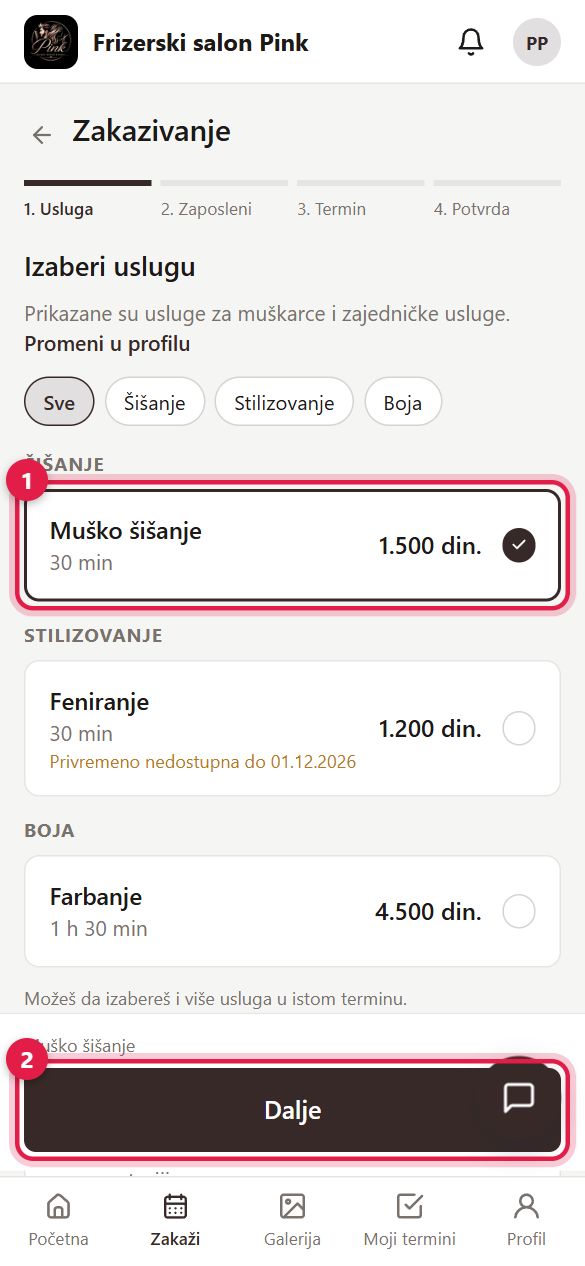 Pink
Frizerski salon Pink
PP
Zakazivanje
1. Usluga
2. Zaposleni
3. Termin
4. Potvrda
Izaberi uslugu
Prikazane su usluge za muškarce i zajedničke usluge.
Promeni u profilu
Sve
Šišanje
Stilizovanje
Boja
ŠIŠANJE
1
Muško šišanje
30 min
1.500 din.
STILIZOVANJE
Feniranje
30 min
Privremeno nedostupna do 01.12.2026
1.200 din.
BOJA
Farbanje
1 h 30 min
4.500 din.
Možeš da izabereš i više usluga u istom terminu.
Muško šišanje
2
Dalje
Početna
Zakaži
Galerija
Moji termini
Profil